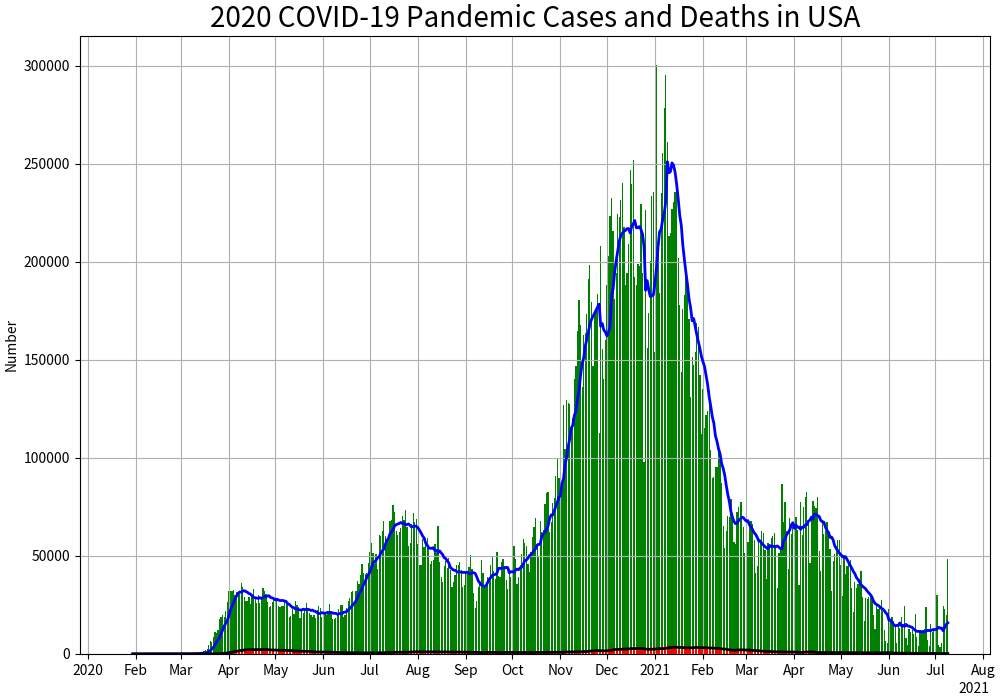 2020 COVID-19 Pandemic Cases and Deaths in USA
300000
250000
200000
150000
100000
50000
0
Number
2020 Feb Mar Apr May Jun Jul Aug Sep Oct Nov Dec 2021 Feb Mar Apr May Jun Jul Aug
2021